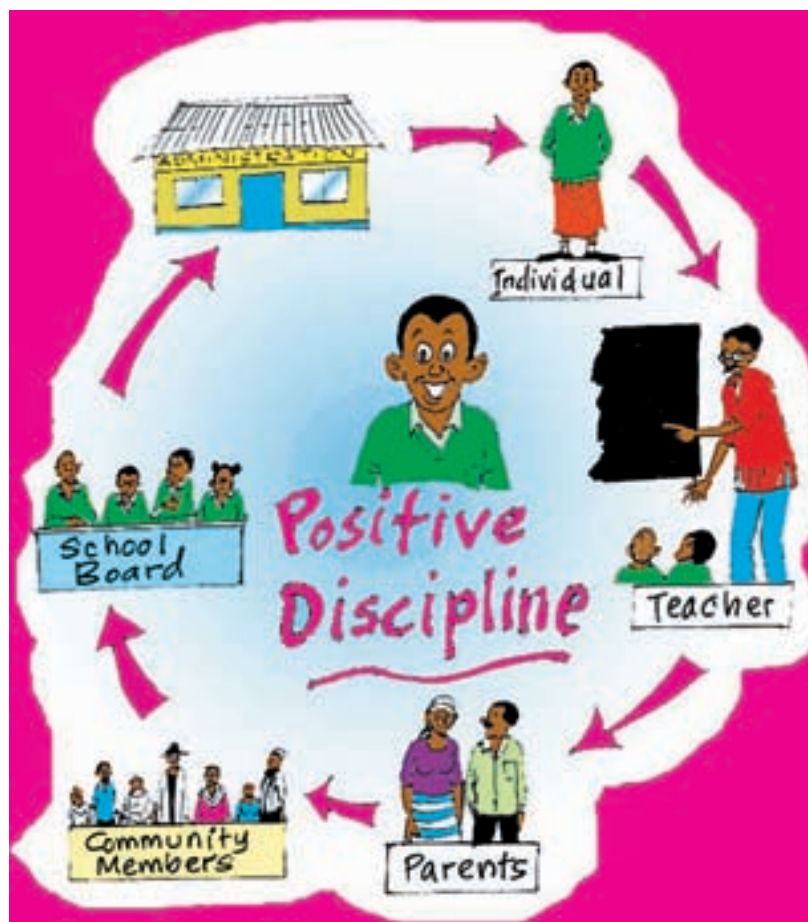 ADMINISTRATION
Individual
Positive
Discipline
School
Board
Teacher
Community
Members
Parents